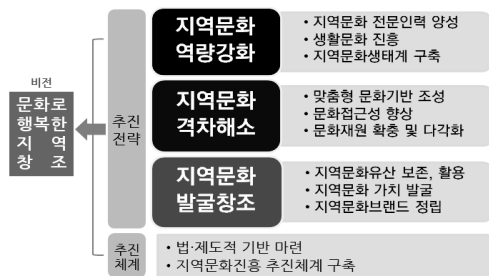 비전
문화로
행복한
지역
창조
추진
전략
지역문화
역량강화
• 지역문화 전문인력 양성
• 생활문화 진흥
• 지역문화생태계 구축
지역문화
격차해소
• 맞춤형 문화기반 조성
• 문화접근성 향상
• 문화재원 확충 및 다각화
지역문화
발굴창조
• 지역문화유산 보존, 활용
• 지역문화 가치 발굴
• 지역문화브랜드 정립
추진
체계
• 법·제도적 기반 마련
• 지역문화진흥 추진체계 구축